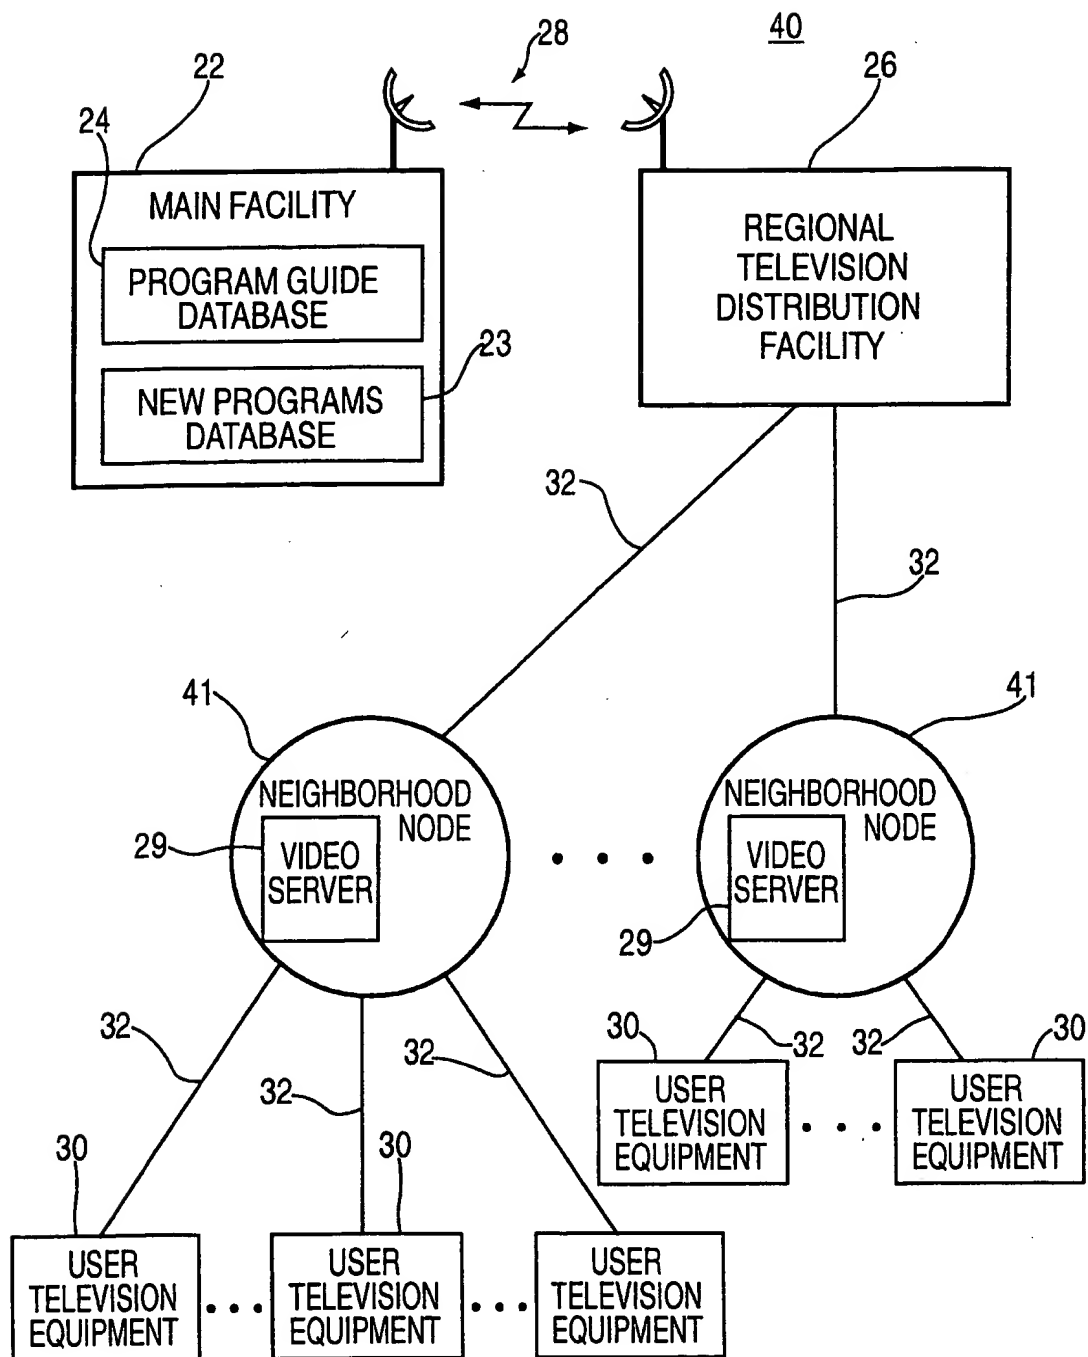 40
28
22
26
24
MAIN FACILITY
PROGRAM GUIDE
DATABASE
23
NEW PROGRAMS
DATABASE
REGIONAL
TELEVISION
DISTRIBUTION
FACILITY
32
32
41
41
NEIGHBORHOOD
NODE
29
VIDEO
SERVER
NEIGHBORHOOD
NODE
VIDEO
SERVER
29
32
32
32
30
32
32
30
USER
TELEVISION
EQUIPMENT
USER
TELEVISION
EQUIPMENT
30
30
USER
TELEVISION
EQUIPMENT
USER
TELEVISION
EQUIPMENT
USER
TELEVISION
EQUIPMENT